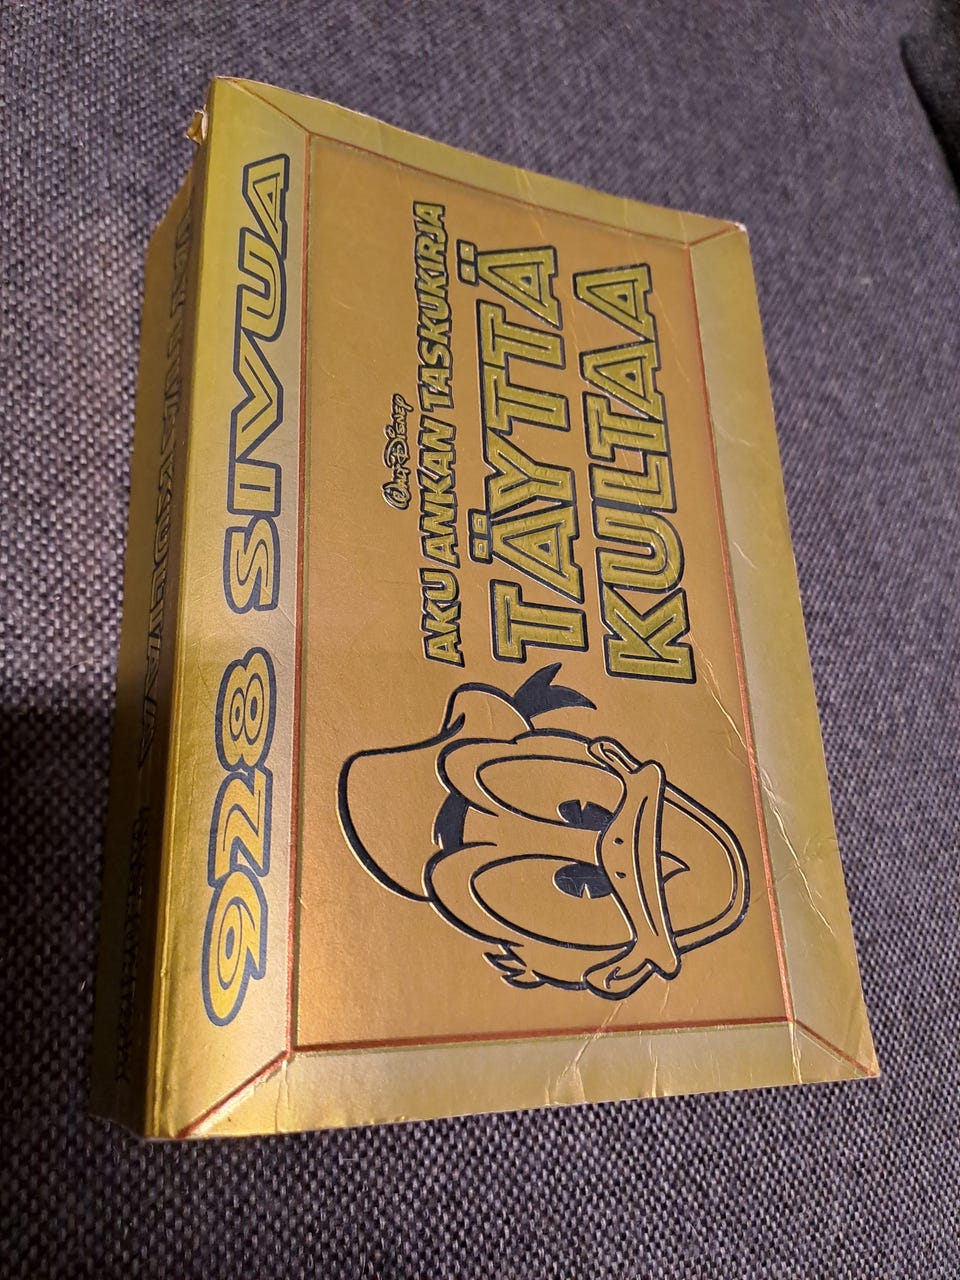 928 SIVUA
Walt Disney
AKU ANKAN TASKUKIRJA
TÄYTTÄ
KULTAA